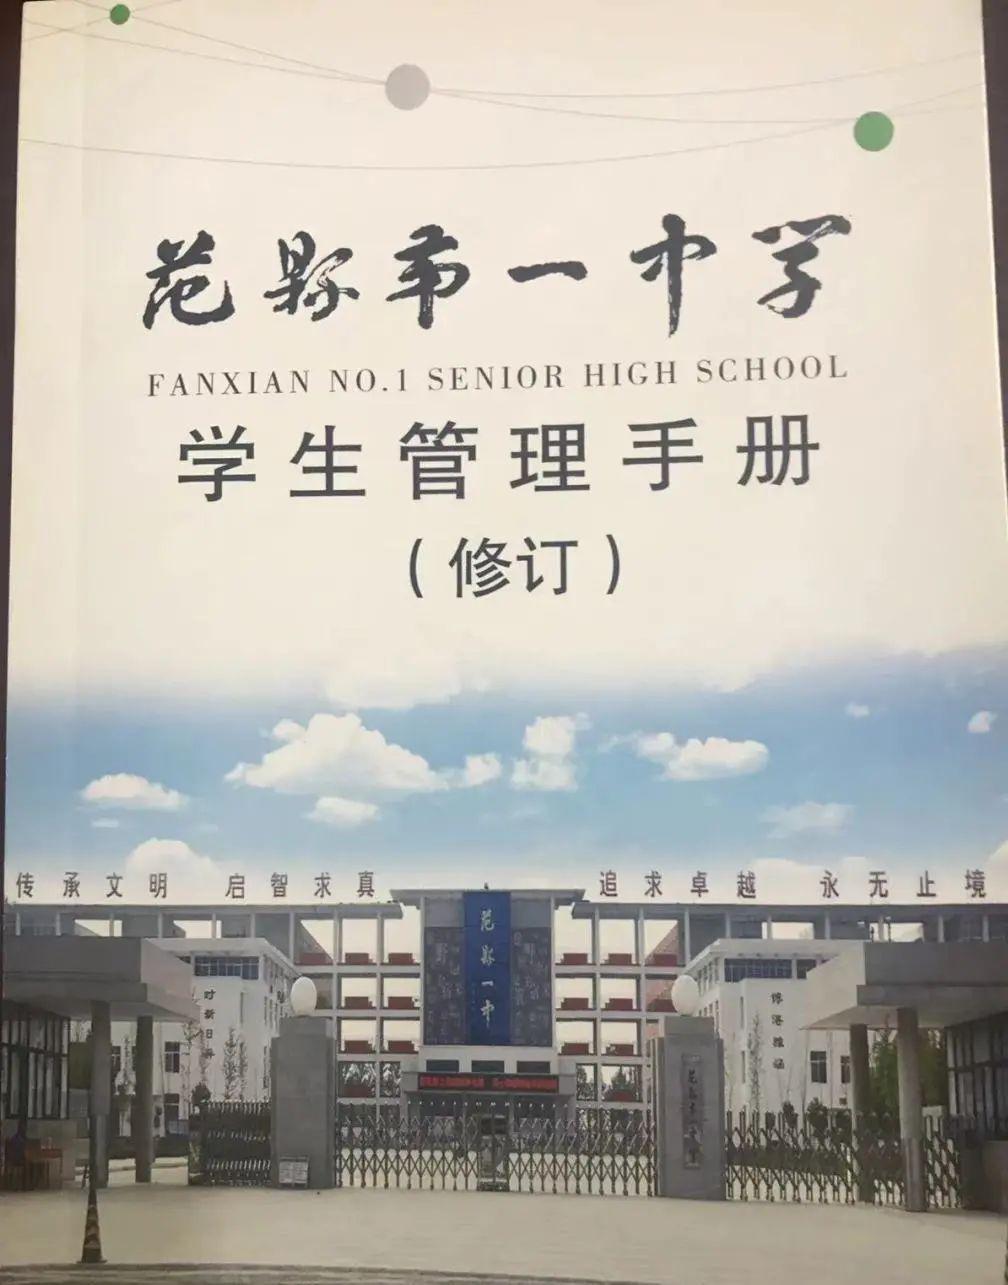 范縣第一中学
FANXIAN NO.1 SENIOR HIGH SCHOOL
学生管理手册
（修订）
传承文明 启智求真 追求卓越 永无止境
范縣一中